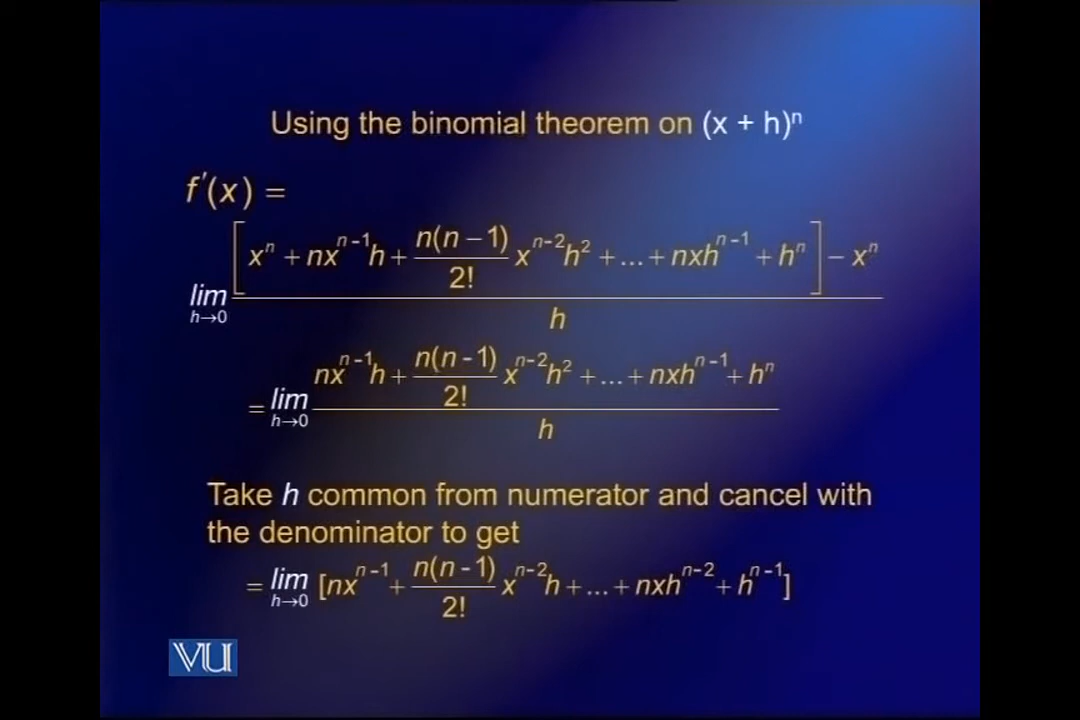 Using the binomial theorem on (x + h)ⁿ
f′(x) =
lim h→0 [xⁿ + nxⁿ⁻¹h + n(n – 1)/2! xⁿ⁻²h² + ... + nxhⁿ⁻¹ + hⁿ] – xⁿ / h
= lim h→0 nxⁿ⁻¹h + n(n - 1)/2! xⁿ⁻²h² + ... + nxhⁿ⁻¹ + hⁿ / h
Take h common from numerator and cancel with
the denominator to get
= lim h→0 [nxⁿ⁻¹ + n(n - 1)/2! xⁿ⁻²h + ... + nxhⁿ⁻² + hⁿ⁻¹]
VU